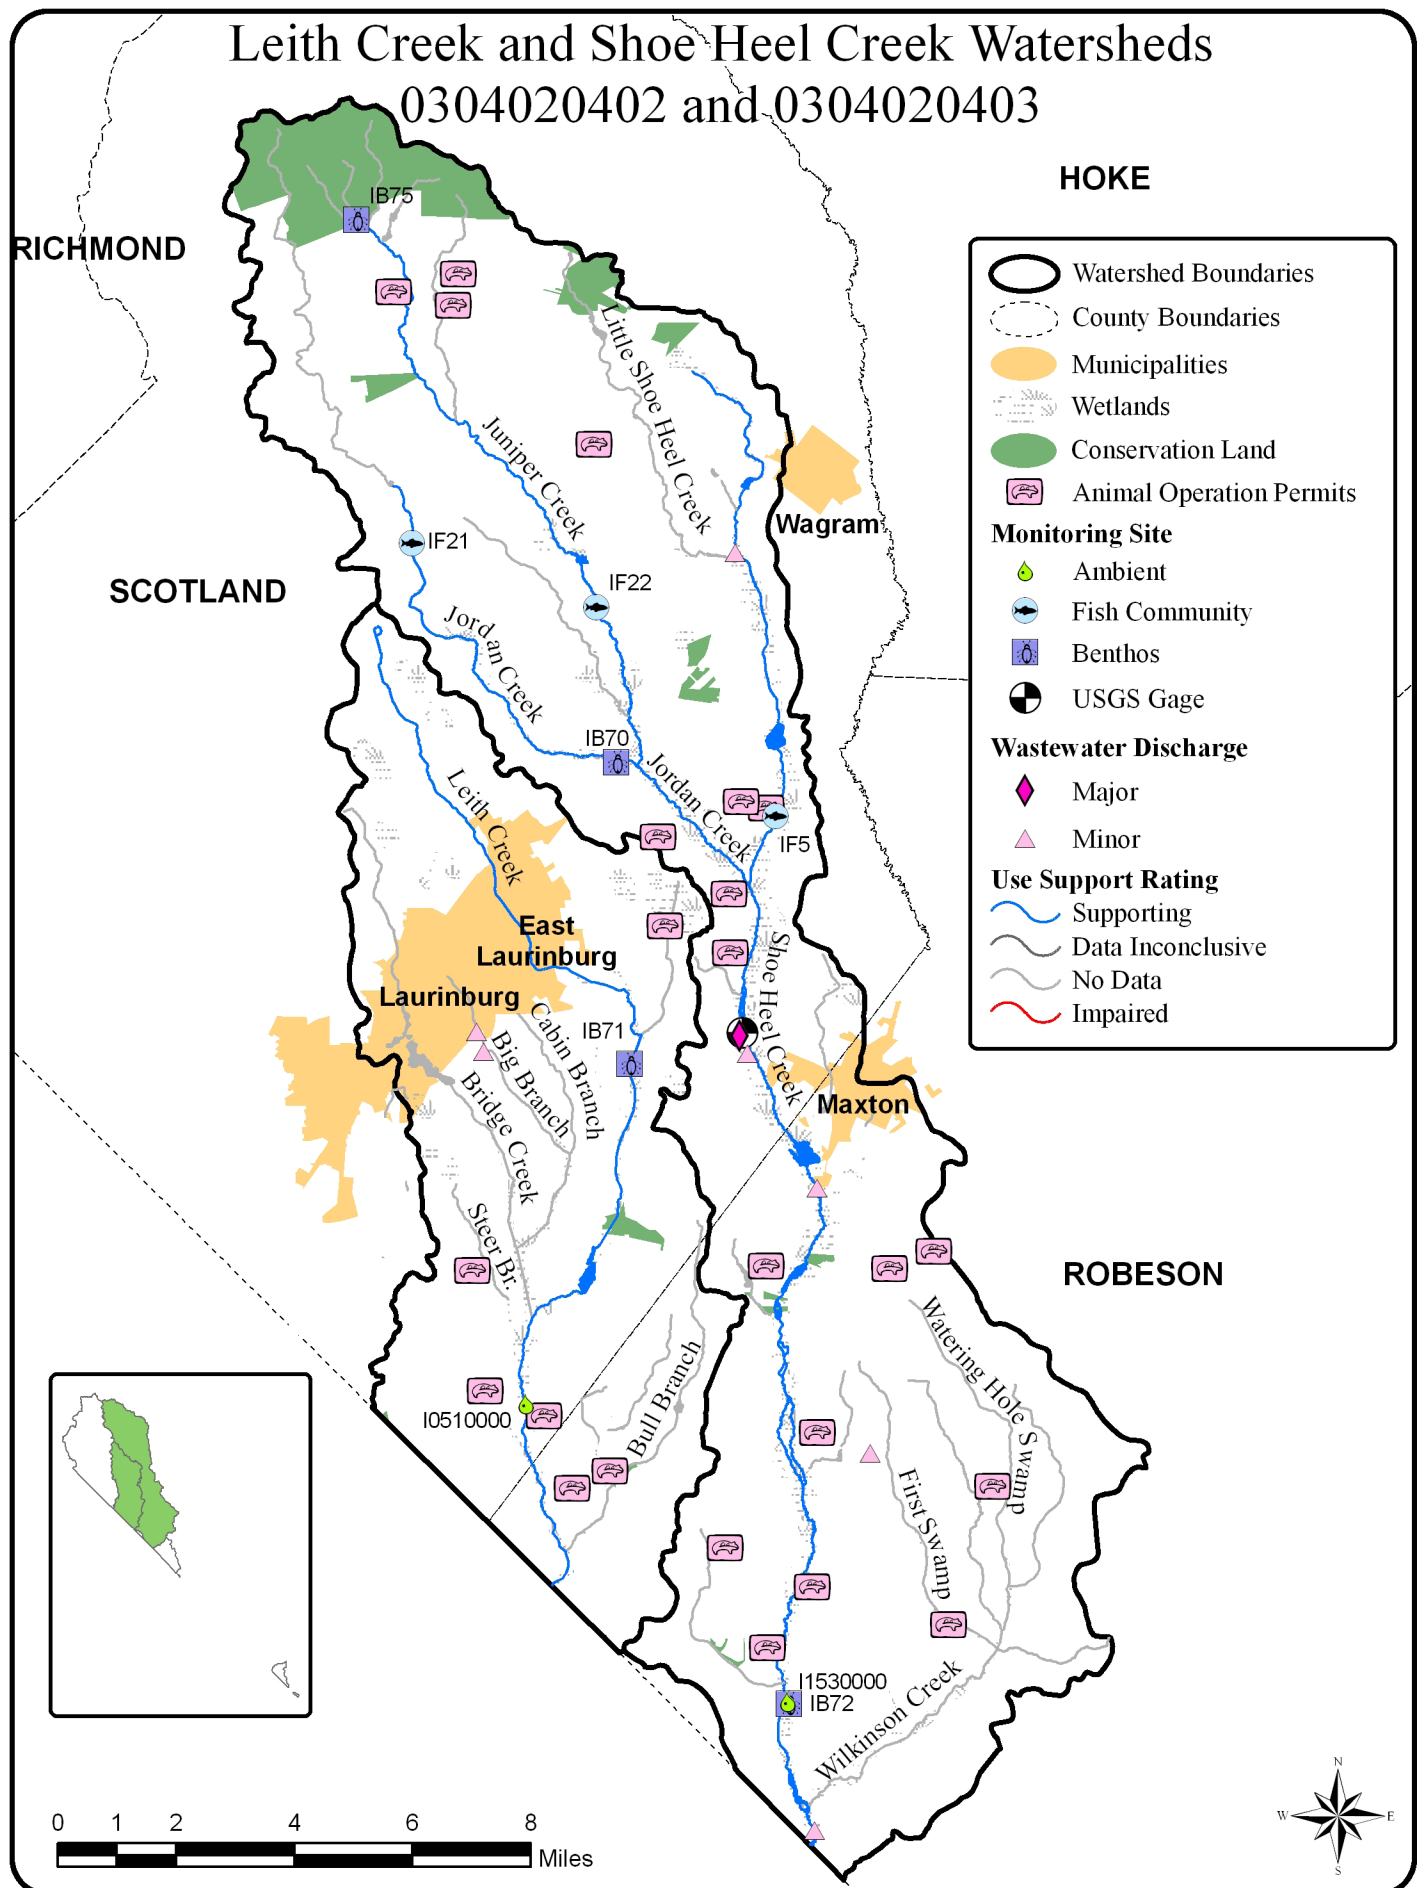 Leith Creek and Shoe Heel Creek Watersheds
0304020402 and 0304020403
HOKE
RICHMOND
SCOTLAND
ROBESON
IB75
Little Shoe Heel Creek
Juniper Creek
Wagram
IF21
IF22
Jordan Creek
IB70
Jordan Creek
Leith Creek
IF5
East
Laurinburg
Laurinburg
Shoe Heel Creek
IB71
Cabin Branch
Big Branch
Bridge Creek
Maxton
Steer Br.
Watering Hole Swamp
Bull Branch
I0510000
First Swamp
I1530000
IB72
Wilkinson Creek
Watershed Boundaries
County Boundaries
Municipalities
Wetlands
Conservation Land
Animal Operation Permits
Monitoring Site
Ambient
Fish Community
Benthos
USGS Gage
Wastewater Discharge
Major
Minor
Use Support Rating
Supporting
Data Inconclusive
No Data
Impaired
0 1 2 4 6 8
Miles
N
W E
S